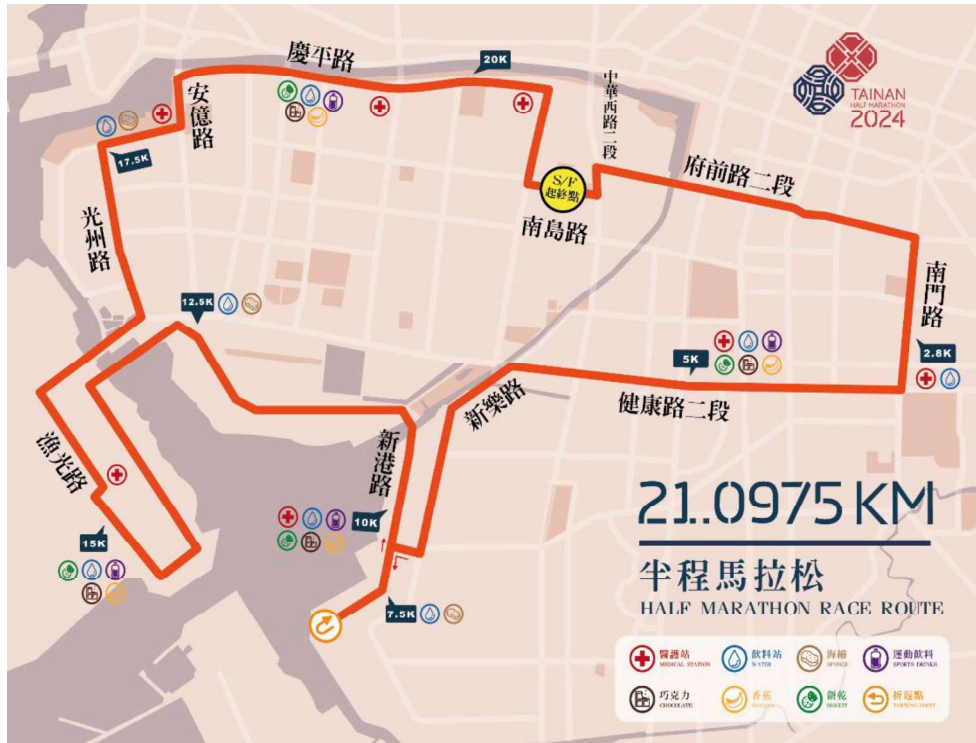 慶平路
20K
中華西路二段
TAINAN
HALF MARATHON
2024
安億路
17.5K
府前路二段
S/F
起終點
南島路
光州路
南門路
12.5K
5K
2.8K
新樂路
健康路二段
漁光路
新港路
10K
15K
7.5K
21.0975KM
半程馬拉松
HALF MARATHON RACE ROUTE
醫護站
MEDICAL STATION
飲料站
WATER
海綿
SPONGE
運動飲料
SPORTS DRINKS
巧克力
CHOCOLATE
香蕉
BANANA
餅乾
BISCUIT
折返點
TURNING POINT